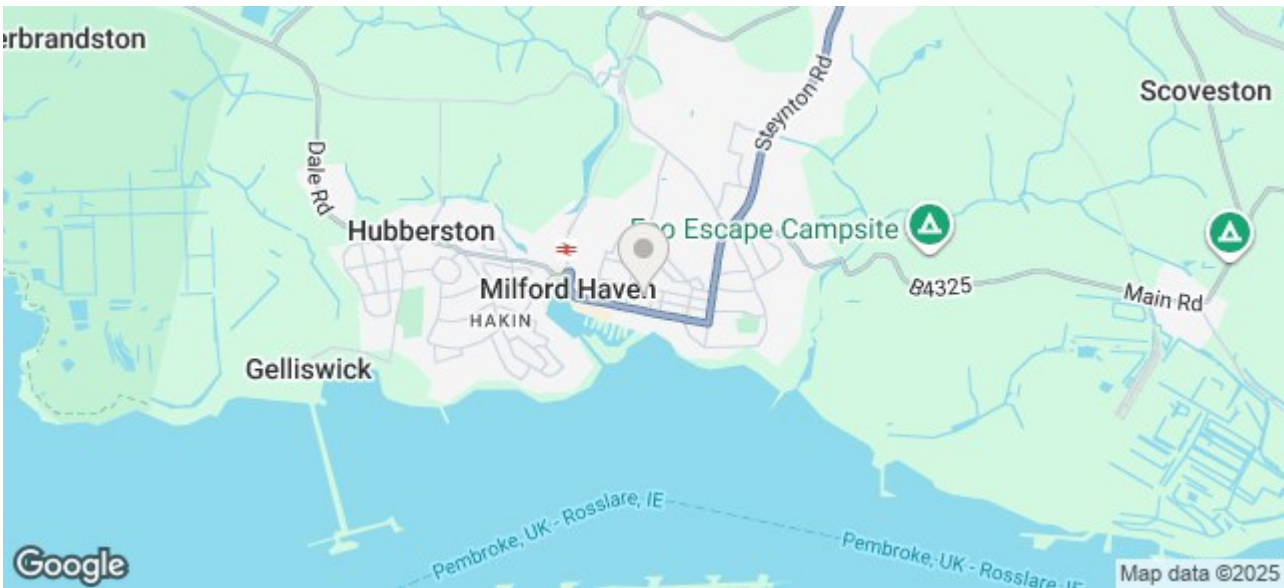 erbrandston
Scoveston
Steynton Rd
Dale Rd
Hubberston
Escape Campsite
Milford Haven
B4325
Main Rd
HAKIN
Gelliswick
Pembroke, UK - Rosslare, IE
Pembroke, UK - Rosslare, IE
Google
Map data ©2025